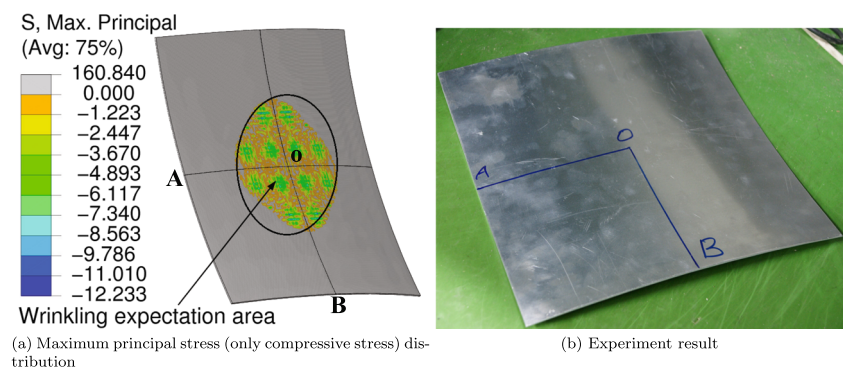 S, Max. Principal
(Avg: 75%)
160.840
0.000
−1.223
−2.447
−3.670
−4.893
−6.117
−7.340
−8.563
−9.786
−11.010
−12.233
A
o
B
Wrinkling expectation area
(a) Maximum principal stress (only compressive stress) dis-
tribution
A
O
B
(b) Experiment result